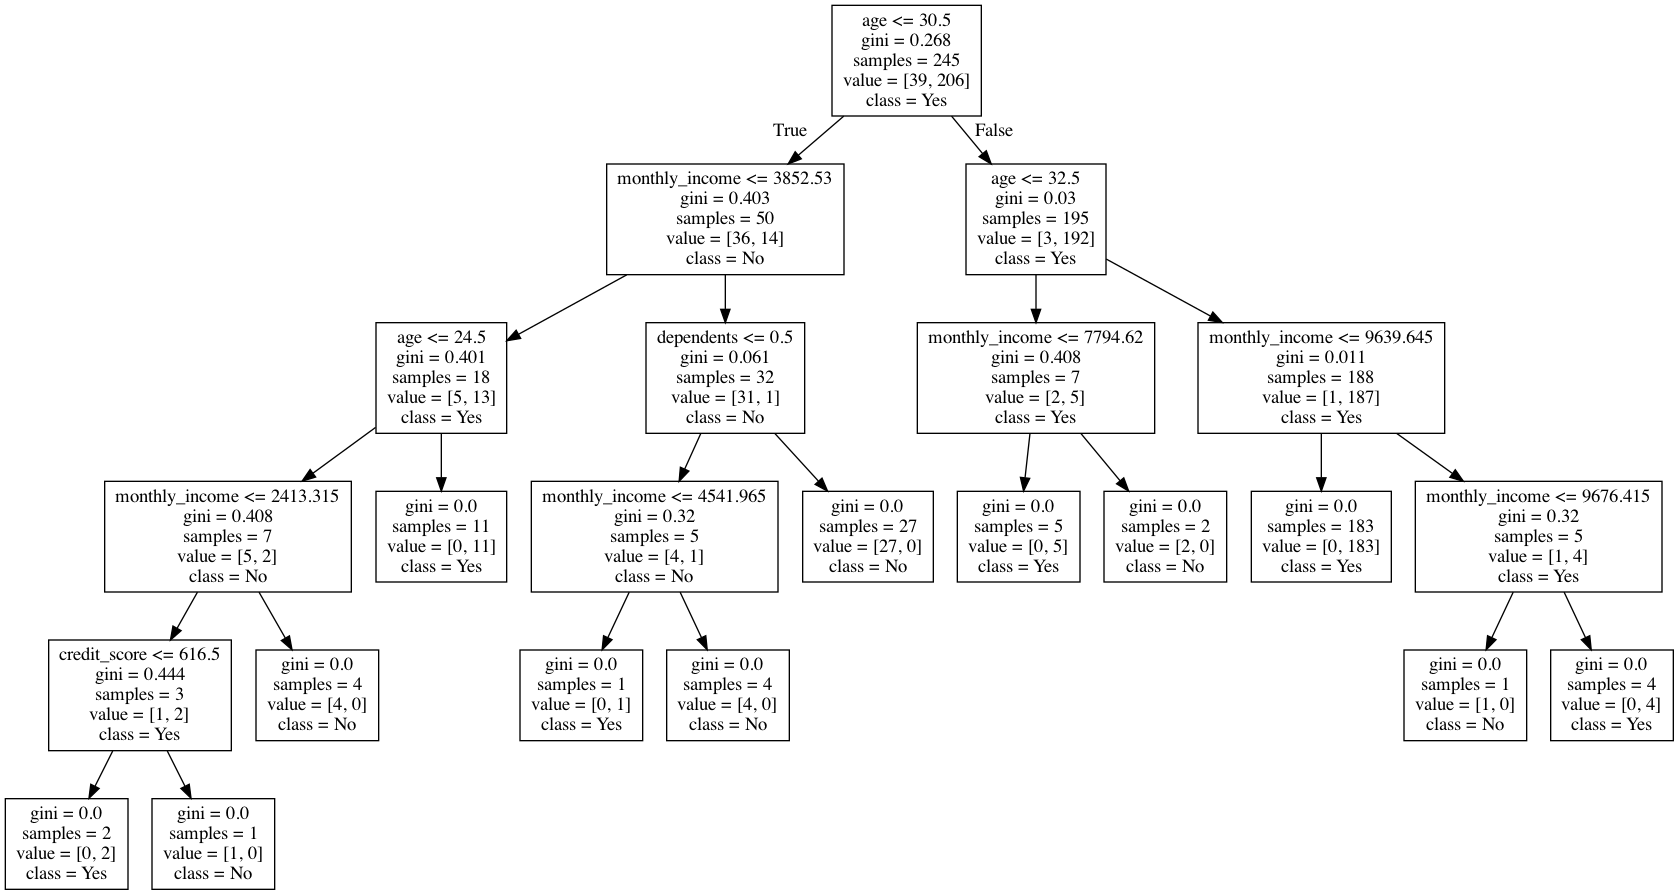 age <= 30.5
gini = 0.268
samples = 245
value = [39, 206]
class = Yes
True
False
monthly_income <= 3852.53
gini = 0.403
samples = 50
value = [36, 14]
class = No
age <= 32.5
gini = 0.03
samples = 195
value = [3, 192]
class = Yes
age <= 24.5
gini = 0.401
samples = 18
value = [5, 13]
class = Yes
dependents <= 0.5
gini = 0.061
samples = 32
value = [31, 1]
class = No
monthly_income <= 7794.62
gini = 0.408
samples = 7
value = [2, 5]
class = Yes
monthly_income <= 9639.645
gini = 0.011
samples = 188
value = [1, 187]
class = Yes
monthly_income <= 2413.315
gini = 0.408
samples = 7
value = [5, 2]
class = No
gini = 0.0
samples = 11
value = [0, 11]
class = Yes
monthly_income <= 4541.965
gini = 0.32
samples = 5
value = [4, 1]
class = No
gini = 0.0
samples = 27
value = [27, 0]
class = No
gini = 0.0
samples = 5
value = [0, 5]
class = Yes
gini = 0.0
samples = 2
value = [2, 0]
class = No
gini = 0.0
samples = 183
value = [0, 183]
class = Yes
monthly_income <= 9676.415
gini = 0.32
samples = 5
value = [1, 4]
class = Yes
credit_score <= 616.5
gini = 0.444
samples = 3
value = [1, 2]
class = Yes
gini = 0.0
samples = 4
value = [4, 0]
class = No
gini = 0.0
samples = 1
value = [0, 1]
class = Yes
gini = 0.0
samples = 4
value = [4, 0]
class = No
gini = 0.0
samples = 1
value = [1, 0]
class = No
gini = 0.0
samples = 4
value = [0, 4]
class = Yes
gini = 0.0
samples = 2
value = [0, 2]
class = Yes
gini = 0.0
samples = 1
value = [1, 0]
class = No